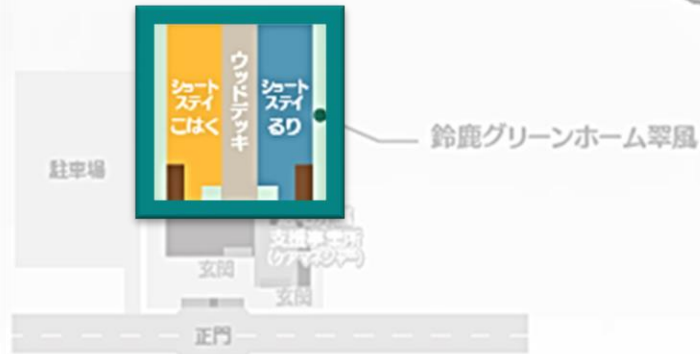 ショート
ステイ
こはく
ウッドデッキ
ショート
ステイ
るり
鈴鹿グリーンホーム翠風
駐車場
玄関
玄関
正門